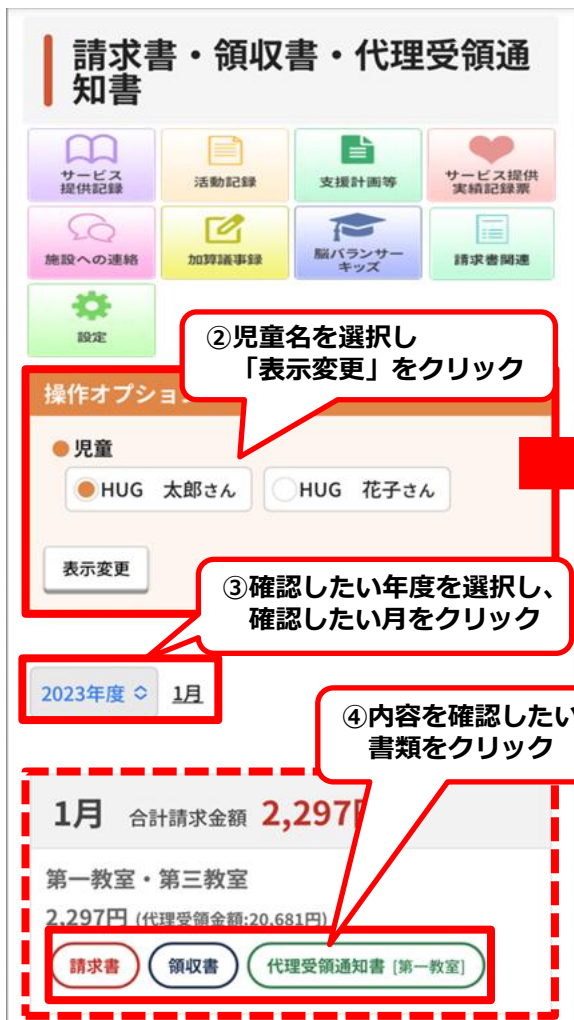 請求書・領収書・代理受領通
知書
サービス
提供記録
活動記録
支援計画等
サービス提供
実績記録票
施設への連絡
加算議事録
脳バランサー
キッズ
請求書関連
設定
②児童名を選択し
「表示変更」をクリック
操作オプショ
児童
HUG 太郎さん
HUG 花子さん
表示変更
③確認したい年度を選択し、
確認したい月をクリック
2023年度
1月
④内容を確認したい
書類をクリック
1月 合計請求金額 2,297円
第一教室・第三教室
2,297円 (代理受領金額:20,681円)
請求書
領収書
代理受領通知書 [第一教室]